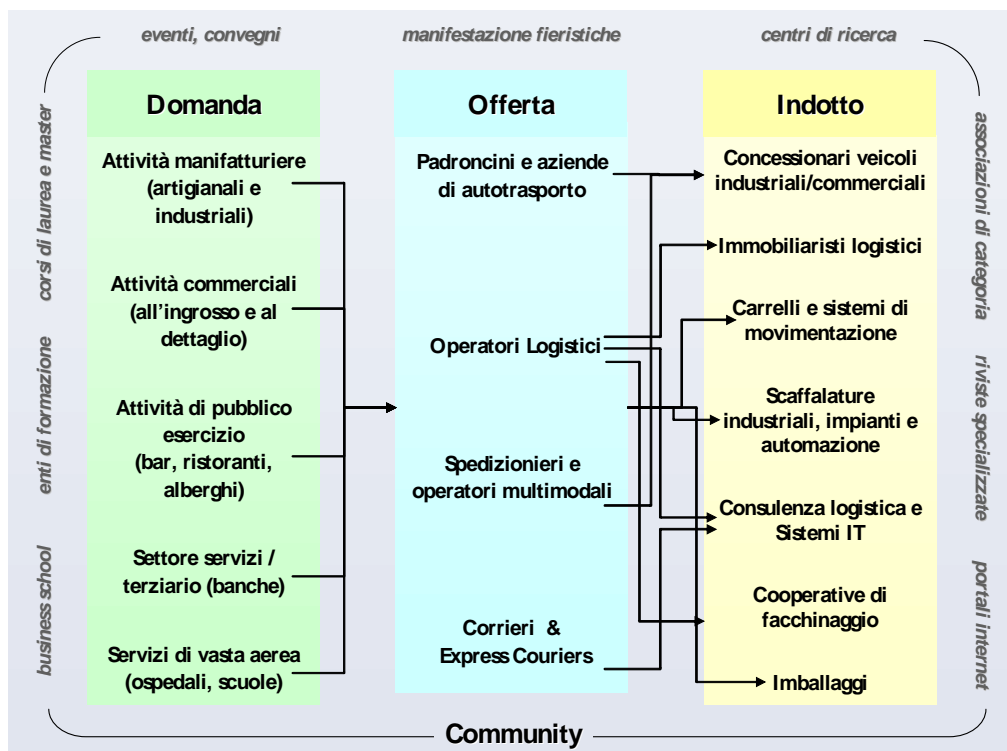 eventi, convegni
manifestazione fieristiche
centri di ricerca
corsi di laurea e master
enti di formazione
business school
Domanda
Attività manifatturiere
(artigianali e
industriali)
Attività commerciali
(all'ingrosso e al
dettaglio)
Attività di pubblico
esercizio
(bar, ristoranti,
alberghi)
Settore servizi /
terziario (banche)
Servizi di vasta aerea
(ospedali, scuole)
Offerta
Padroncini e aziende
di autotrasporto
Operatori Logistici
Spedizionieri e
operatori multimodali
Corrieri &
Express Couriers
Indotto
Concessionari veicoli
industriali/commerciali
Immobiliaristi logistici
Carrelli e sistemi di
movimentazione
Scaffalature
industriali, impianti e
automazione
Consulenza logistica e
Sistemi IT
Cooperative di
facchinaggio
Imballaggi
associazioni di categoria
riviste specializzate
portali internet
Community